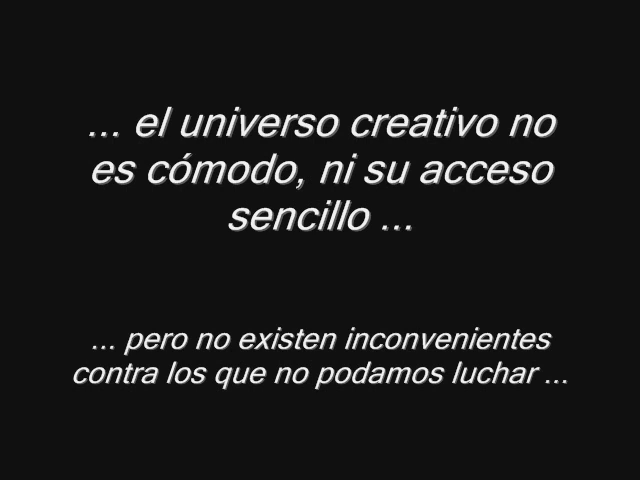 ... el universo creativo no
es cómodo, ni su acceso
sencillo ...
... pero no existen inconvenientes
contra los que no podamos luchar ...